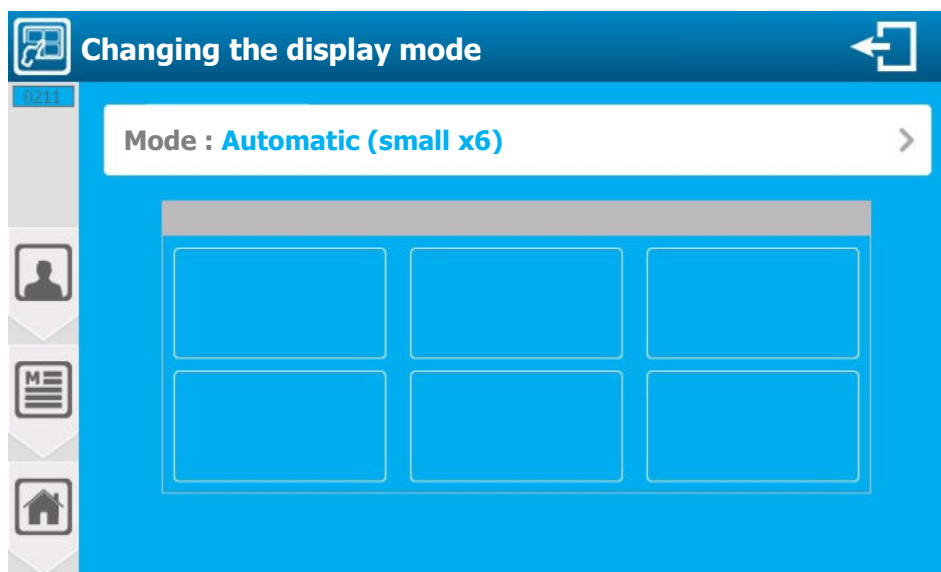 Changing the display mode
0211
Mode : Automatic (small x6)
M